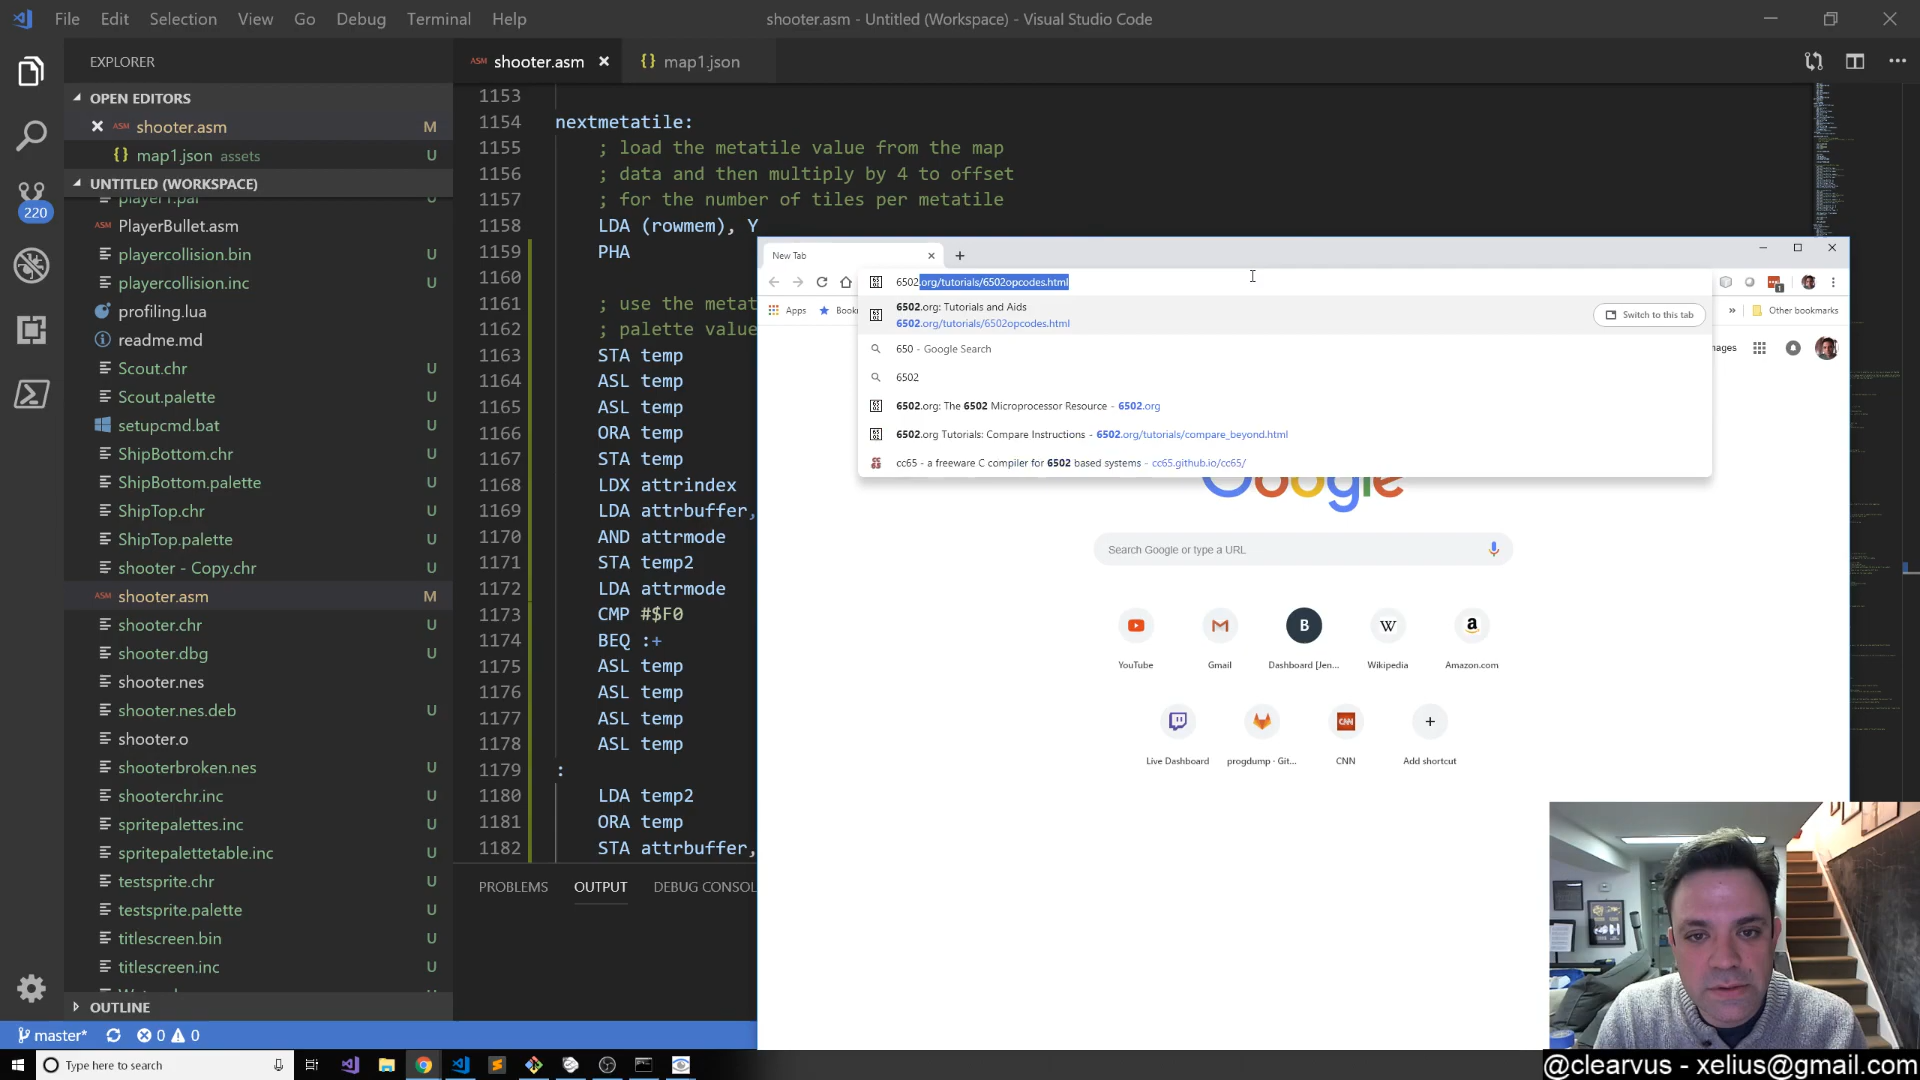 File Edit Selection View Go Debug Terminal Help
shooter.asm - Untitled (Workspace) - Visual Studio Code
EXPLORER
OPEN EDITORS
ASM shooter.asm M
{} map1.json assets U
UNTITLED (WORKSPACE)
player1.pal U
ASM PlayerBullet.asm
playercollision.bin U
playercollision.inc U
profiling.lua
readme.md
Scout.chr U
Scout.palette U
setupcmd.bat U
ShipBottom.chr U
ShipBottom.palette U
ShipTop.chr U
ShipTop.palette U
shooter - Copy.chr U
ASM shooter.asm M
shooter.chr U
shooter.dbg U
shooter.nes
shooter.nes.deb U
shooter.o
shooterbroken.nes U
shooterchr.inc U
spritepalettes.inc U
spritepalettetable.inc U
testsprite.chr U
testsprite.palette U
titlescreen.bin U
titlescreen.inc U
OUTLINE
220
ASM shooter.asm
{} map1.json
1153
1154 nextmetatile:
1155 ; load the metatile value from the map
1156 ; data and then multiply by 4 to offset
1157 ; for the number of tiles per metatile
1158 LDA (rowmem), Y
1159 PHA
1160
1161 ; use the metat
1162 ; palette value
1163 STA temp
1164 ASL temp
1165 ASL temp
1166 ORA temp
1167 STA temp
1168 LDX attrindex
1169 LDA attrbuffer,
1170 AND attrmode
1171 STA temp2
1172 LDA attrmode
1173 CMP #$F0
1174 BEQ :+
1175 ASL temp
1176 ASL temp
1177 ASL temp
1178 ASL temp
1179 :
1180 LDA temp2
1181 ORA temp
1182 STA attrbuffer,
PROBLEMS OUTPUT DEBUG CONSOL
New Tab
6502.org/tutorials/6502opcodes.html
6502.org: Tutorials and Aids
6502.org/tutorials/6502opcodes.html
Switch to this tab
650 - Google Search
6502
6502.org: The 6502 Microprocessor Resource - 6502.org
6502.org Tutorials: Compare Instructions - 6502.org/tutorials/compare_beyond.html
cc65 - a freeware C compiler for 6502 based systems - cc65.github.io/cc65/
Apps Bookm
» Other bookmarks
mages
Google
Search Google or type a URL
YouTube
Gmail
B
Dashboard [Jen...
W
Wikipedia
a
Amazon.com
Live Dashboard
progdump · Git...
CNN
CNN
Add shortcut
master* 0 0
Type here to search
@clearvus - xelius@gmail.com